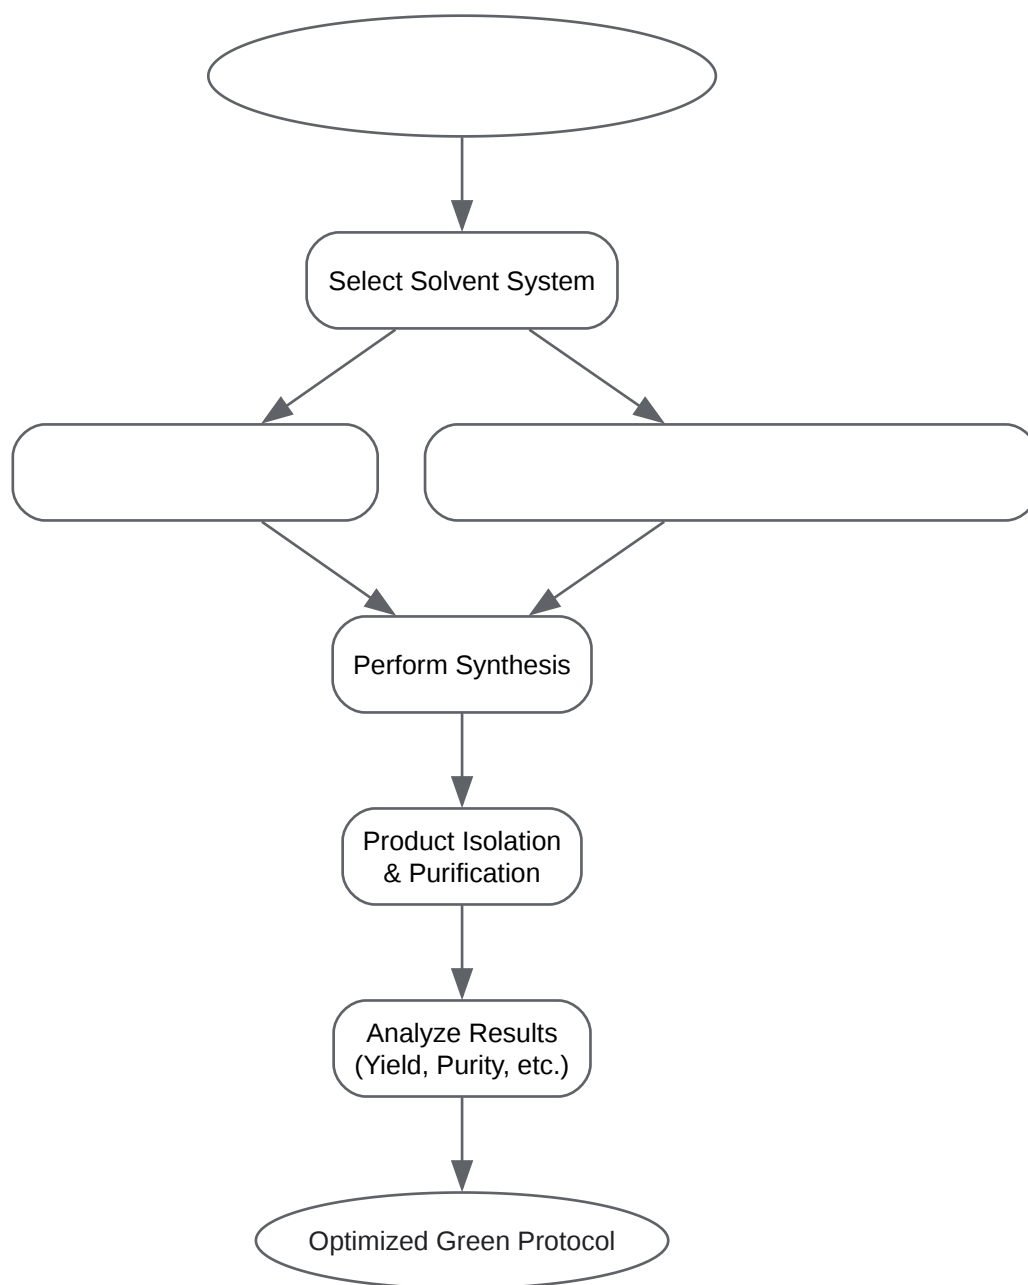 Select Solvent System
Perform Synthesis
Product Isolation
& Purification
Analyze Results
(Yield, Purity, etc.)
Optimized Green Protocol